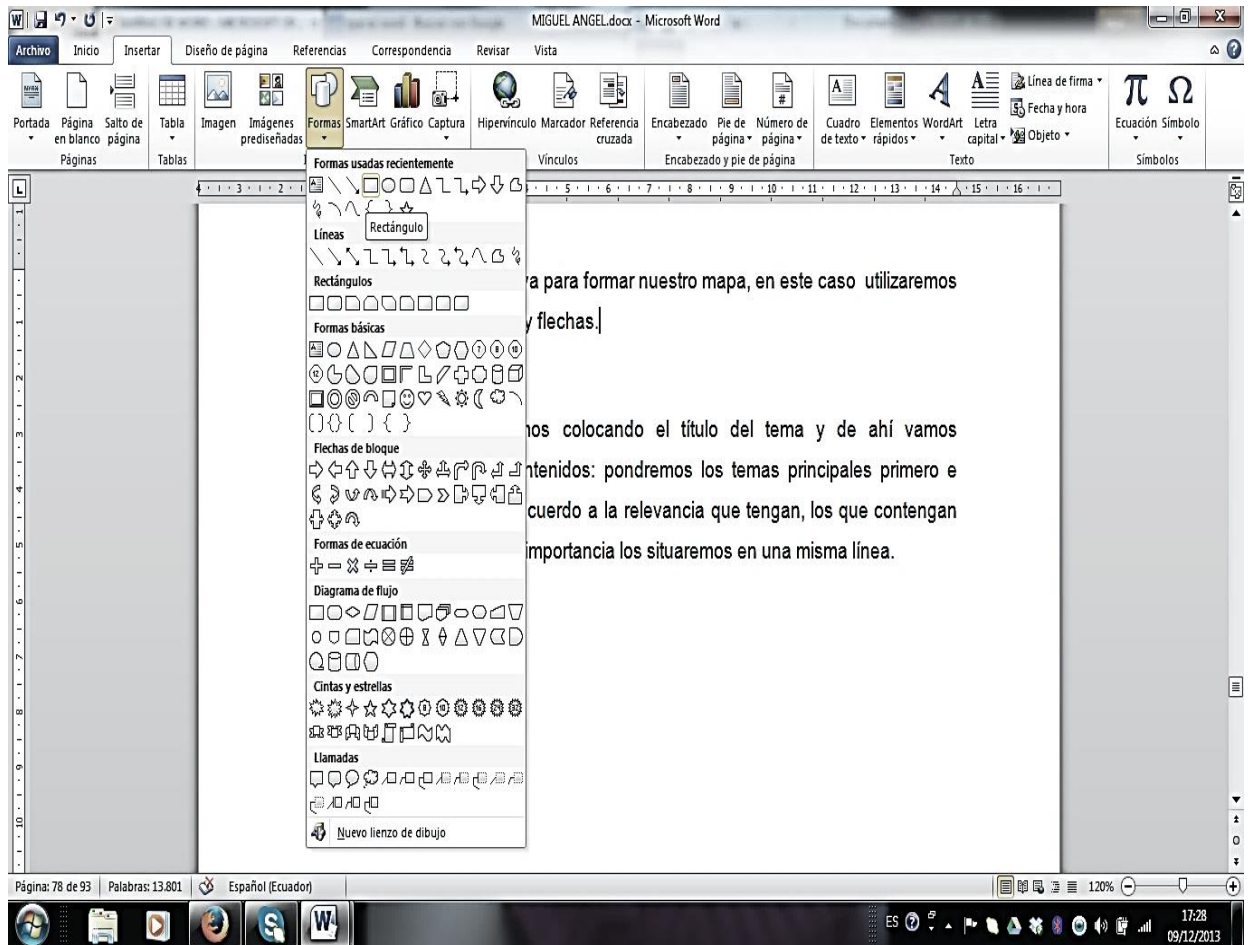 MIGUEL ANGEL.docx - Microsoft Word
Archivo Inicio Insertar Diseño de página Referencias Correspondencia Revisar Vista
Portada Página en blanco Salto de página Tabla Imagen Imágenes prediseñadas Formas SmartArt Gráfico Captura Hipervínculo Marcador Referencia cruzada Encabezado Pie de página Número de página Cuadro de texto Elementos rápidos WordArt Letra capital Línea de firma Fecha y hora Objeto Ecuación Símbolo
Páginas Tablas Vínculos Encabezado y pie de página Texto Símbolos
Formas usadas recientemente
Rectángulo
Líneas
Rectángulos
Formas básicas
Flechas de bloque
Formas de ecuación
Diagrama de flujo
Cintas y estrellas
Llamadas
Nuevo lienzo de dibujo
para formar nuestro mapa, en este caso utilizaremos
y flechas.
colocando el título del tema y de ahí vamos
pondremos los temas principales primero e
a la relevancia que tengan, los que contengan
importancia los situaremos en una misma línea.
Página: 78 de 93 Palabras: 13.801 Español (Ecuador) 120%
ES 17:28
09/12/2013